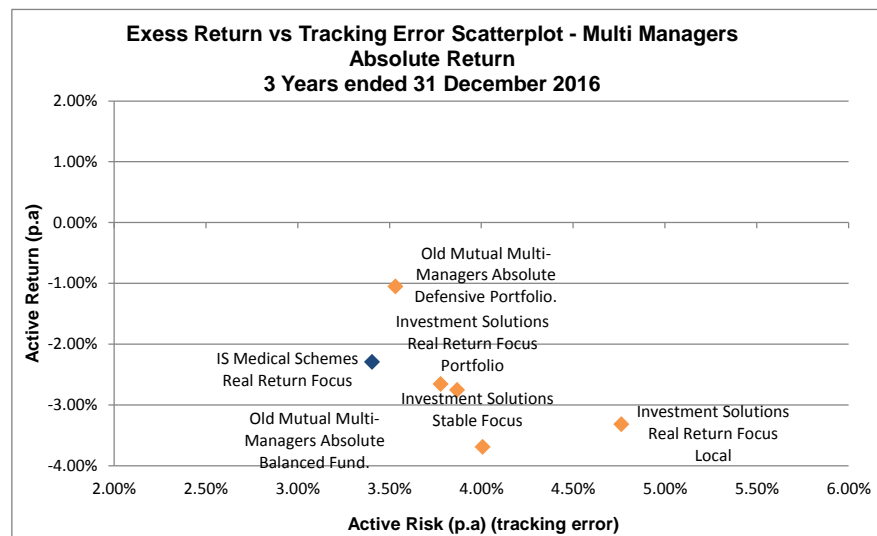 Exess Return vs Tracking Error Scatterplot - Multi Managers
Absolute Return
3 Years ended 31 December 2016
2.00%
1.00%
0.00%
-1.00%
-2.00%
-3.00%
-4.00%
Active Return (p.a)
Old Mutual Multi-
Managers Absolute
Defensive Portfolio.
Investment Solutions
Real Return Focus
Portfolio
IS Medical Schemes
Real Return Focus
Investment Solutions
Stable Focus
Old Mutual Multi-
Managers Absolute
Balanced Fund.
Investment Solutions
Real Return Focus
Local
2.00% 2.50% 3.00% 3.50% 4.00% 4.50% 5.00% 5.50% 6.00%
Active Risk (p.a) (tracking error)